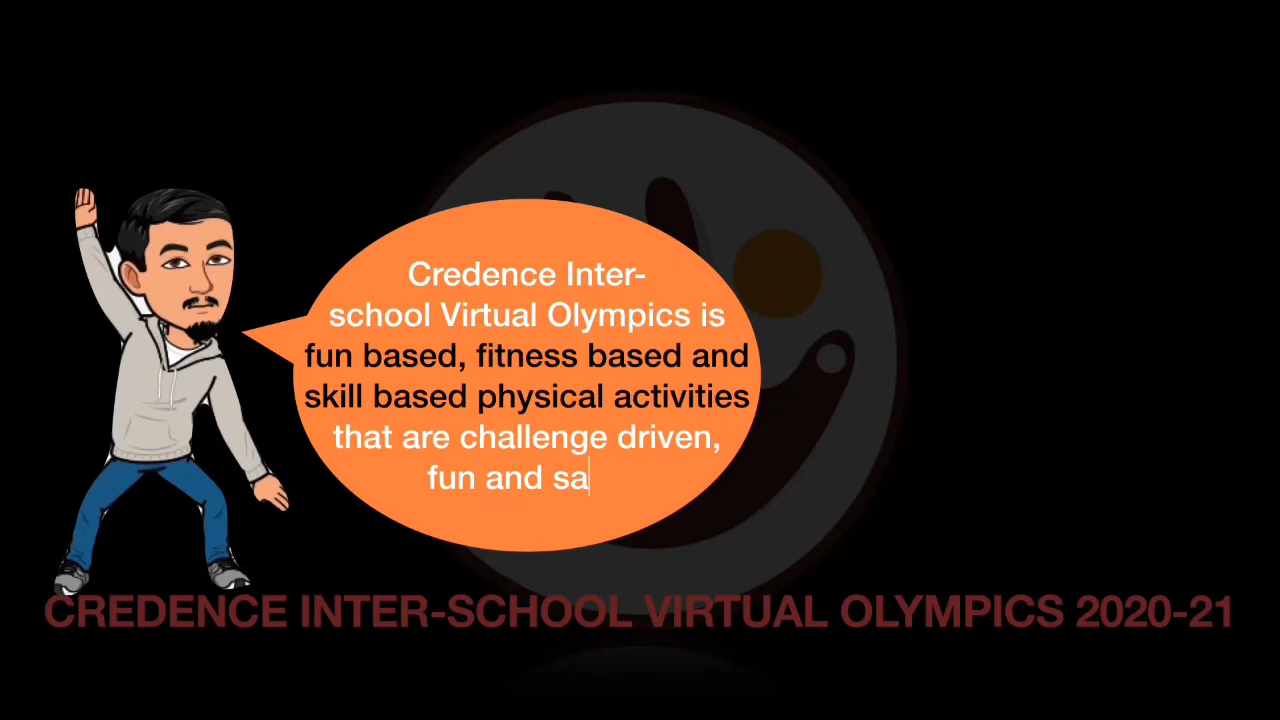 Credence Inter-
school Virtual Olympics is
fun based, fitness based and
skill based physical activities
that are challenge driven,
fun and sa
CREDENCE INTER-SCHOOL VIRTUAL OLYMPICS 2020-21